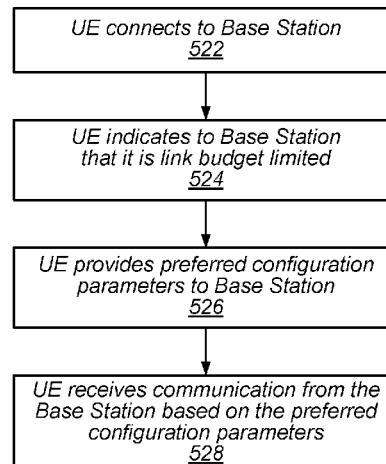 UE connects to Base Station
522
UE indicates to Base Station
that it is link budget limited
524
UE provides preferred configuration
parameters to Base Station
526
UE receives communication from the
Base Station based on the preferred
configuration parameters
528